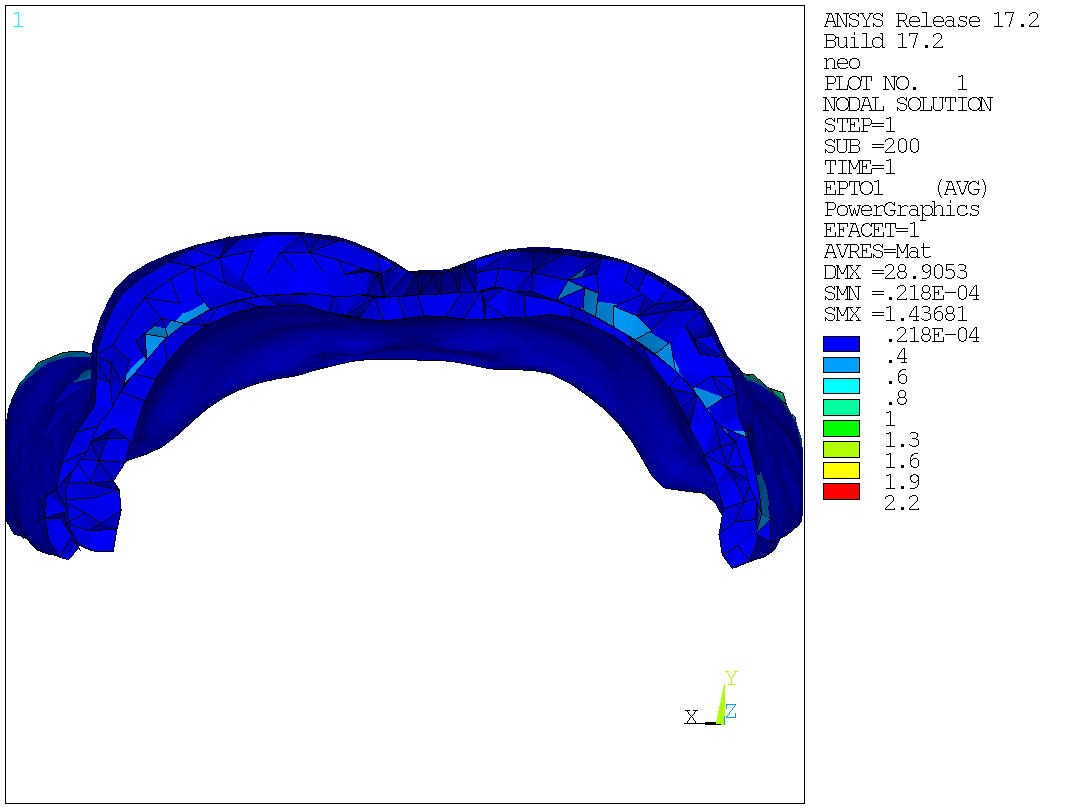 1
ANSYS Release 17.2
Build 17.2
neo
PLOT NO.   1
NODAL SOLUTION
STEP=1
SUB =200
TIME=1
EPTO1    (AVG)
PowerGraphics
EFACET=1
AVRES=Mat
DMX =28.9053
SMN =.218E-04
SMX =1.43681
.218E-04
.4
.6
.8
1
1.3
1.6
1.9
2.2
Y
X Z